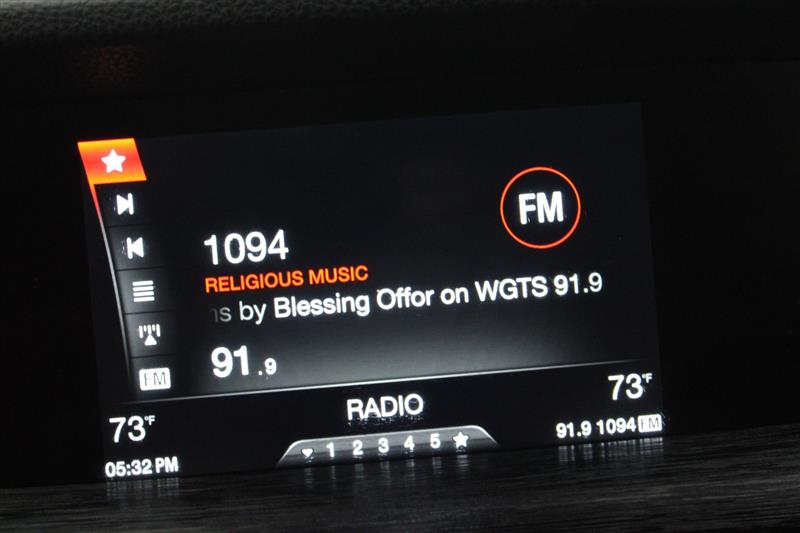 FM
1094
RELIGIOUS MUSIC
ns by Blessing Offor on WGTS 91.9
91.9
FM
73°F
RADIO
73°F
1 2 3 4 5
91.9 1094 FM
05:32 PM